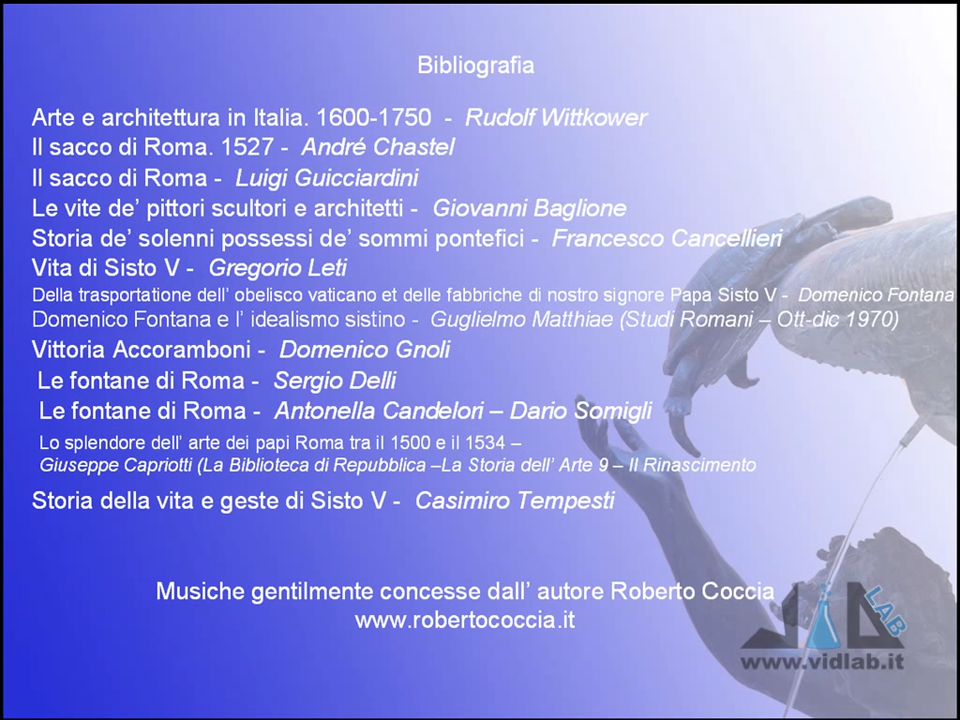 Bibliografia
Arte e architettura in Italia. 1600-1750 - Rudolf Wittkower
Il sacco di Roma. 1527 - André Chastel
Il sacco di Roma - Luigi Guicciardini
Le vite de’ pittori scultori e architetti - Giovanni Baglione
Storia de’ solenni possessi de’ sommi pontefici - Francesco Cancellieri
Vita di Sisto V - Gregorio Leti
Della trasportatione dell’ obelisco vaticano et delle fabbriche di nostro signore Papa Sisto V - Domenico Fontana
Domenico Fontana e l’ idealismo sistino - Guglielmo Matthiae (Studi Romani – Ott-dic 1970)
Vittoria Accoramboni - Domenico Gnoli
Le fontane di Roma - Sergio Delli
Le fontane di Roma - Antonella Candelori – Dario Somigli
Lo splendore dell’ arte dei papi Roma tra il 1500 e il 1534 –
Giuseppe Capriotti (La Biblioteca di Repubblica –La Storia dell’ Arte 9 – Il Rinascimento
Storia della vita e geste di Sisto V - Casimiro Tempesti
Musiche gentilmente concesse dall’ autore Roberto Coccia
www.robertococcia.it
VID LAB
www.vidlab.it